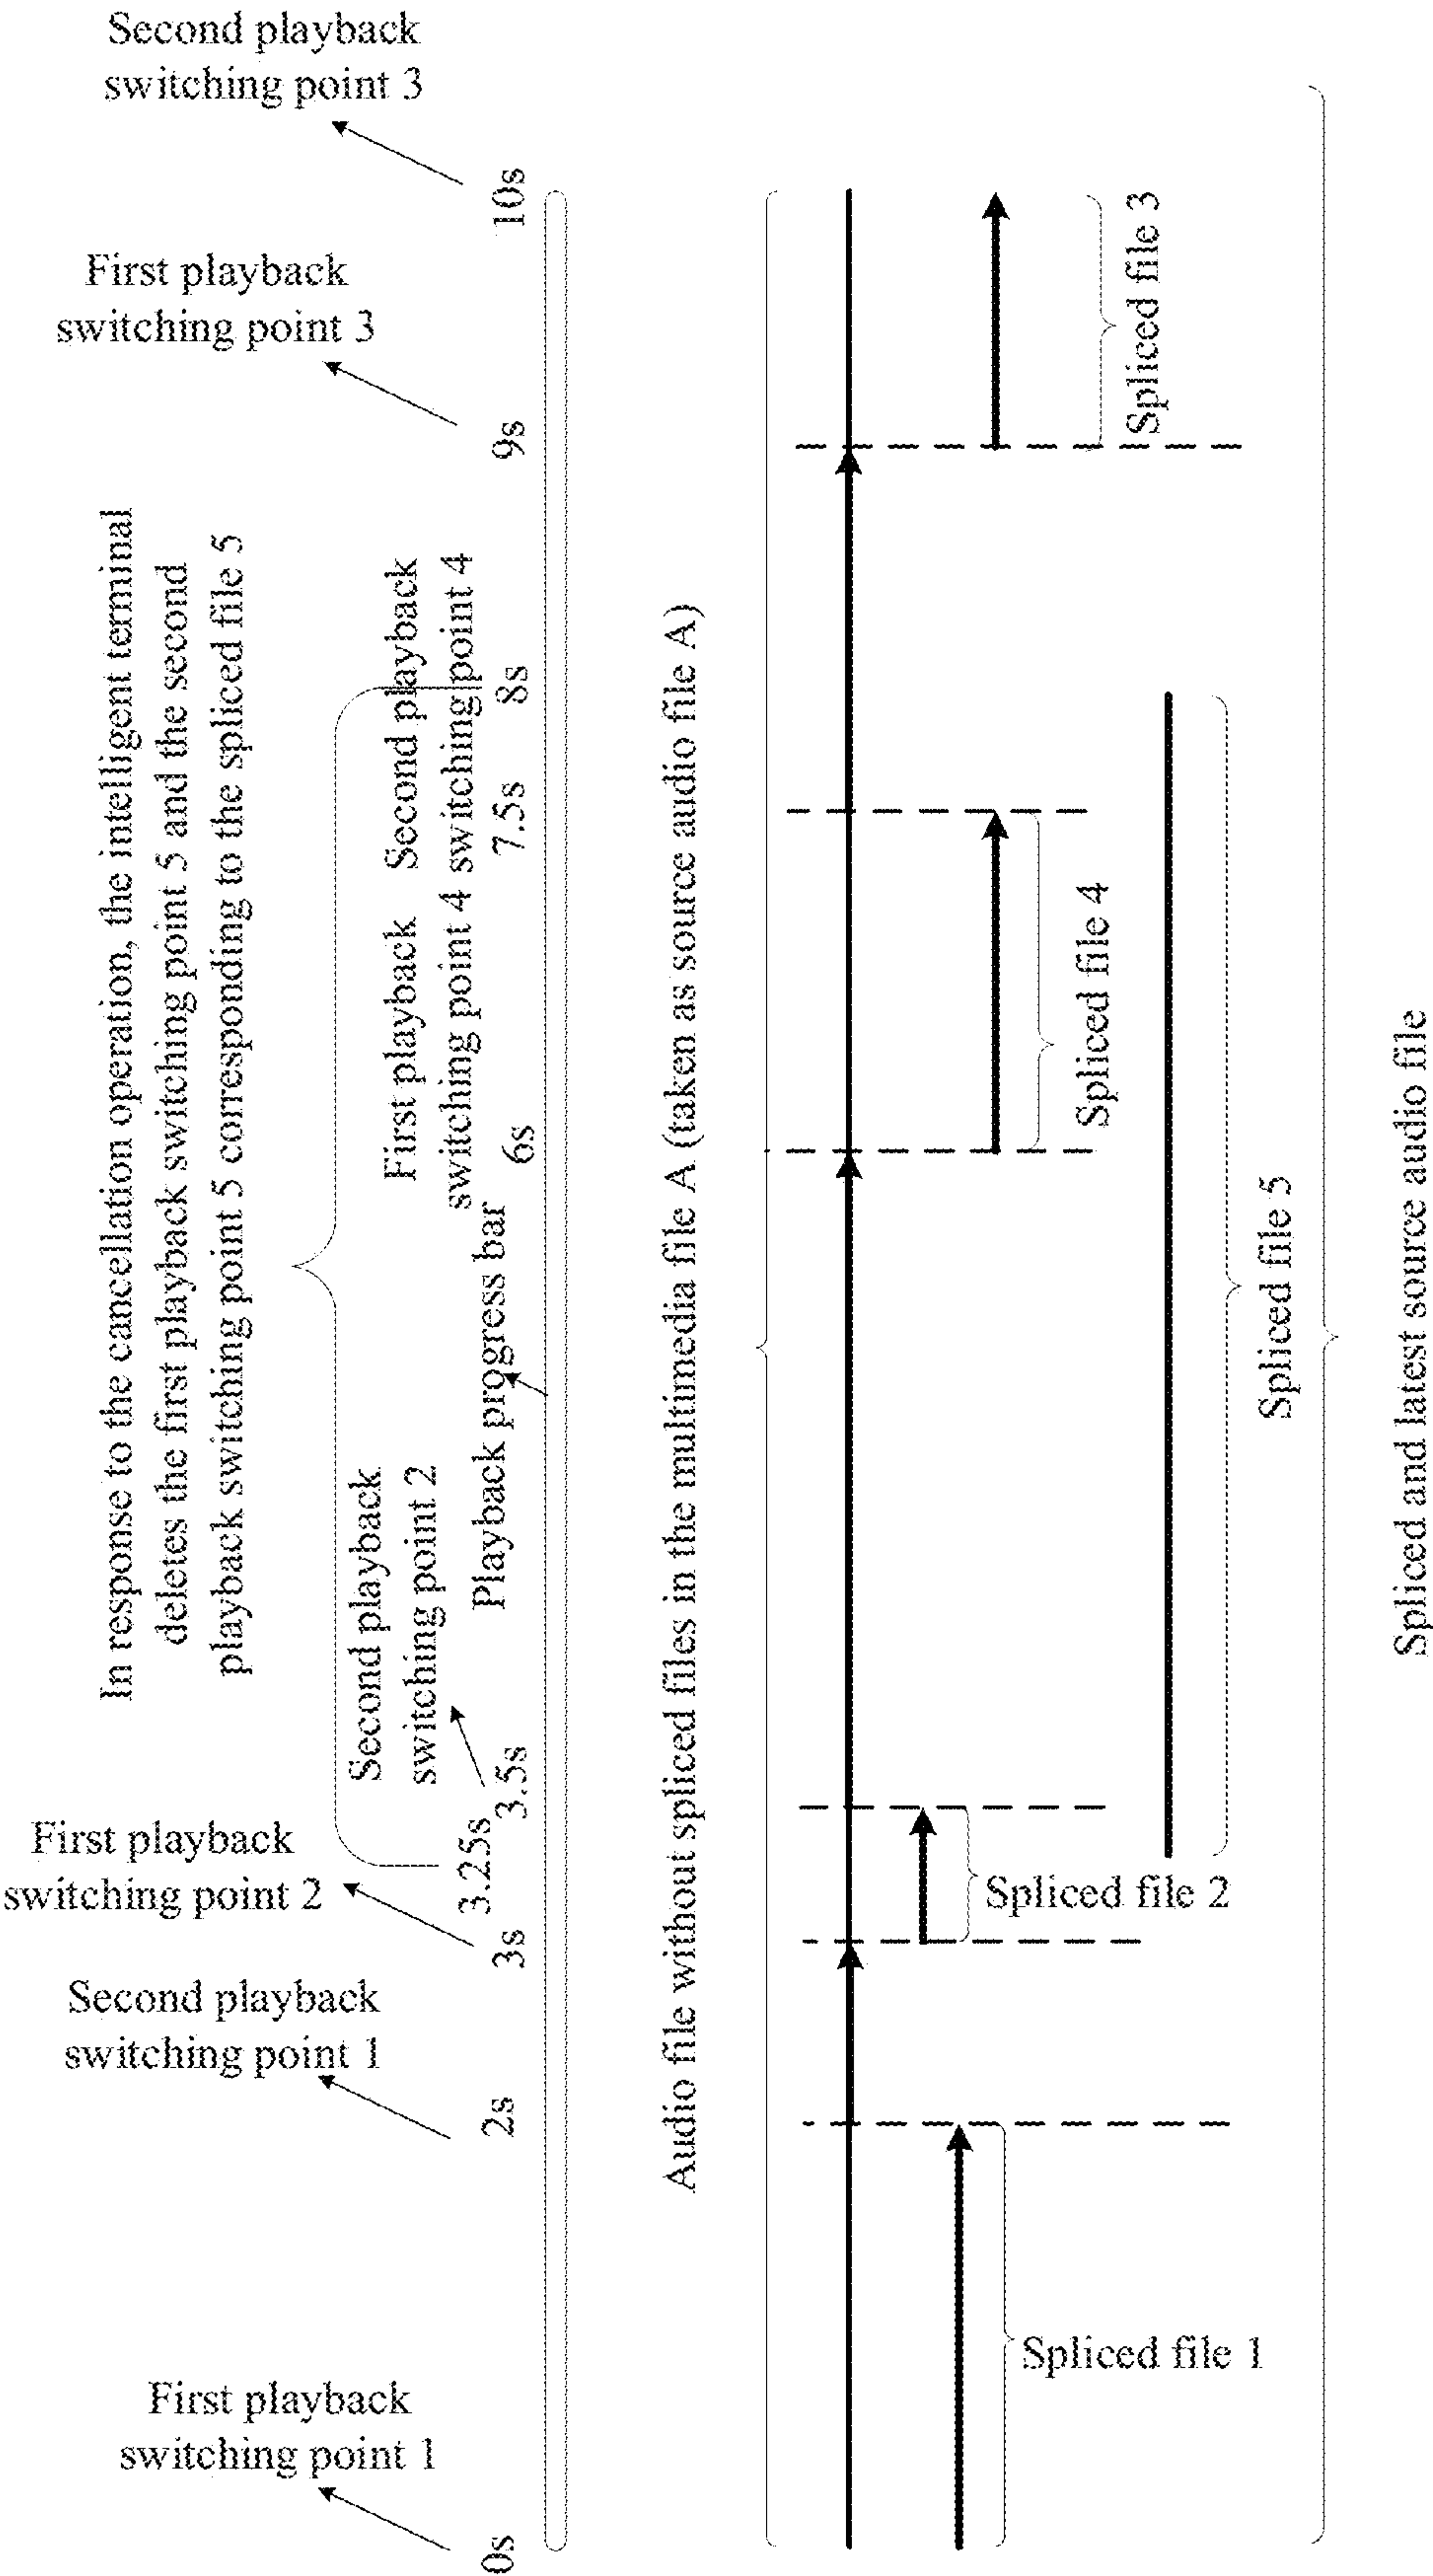 Second playback
switching point 3
First playback
switching point 3
In response to the cancellation operation, the intelligent terminal
deletes the first playback switching point 5 and the second
playback switching point 5 corresponding to the spliced file 5
First playback
switching point 2
Second playback
switching point 1
First playback
switching point 1
Second playback
switching point 2
First playback
switching point 4
Second playback
switching point 4
Playback progress bar
0s
2s
3s
3.25s
3.5s
6s
7.5s
8s
9s
10s
Audio file without spliced files in the multimedia file A (taken as source audio file A)
Spliced file 1
Spliced file 2
Spliced file 4
Spliced file 3
Spliced file 5
Spliced and latest source audio file